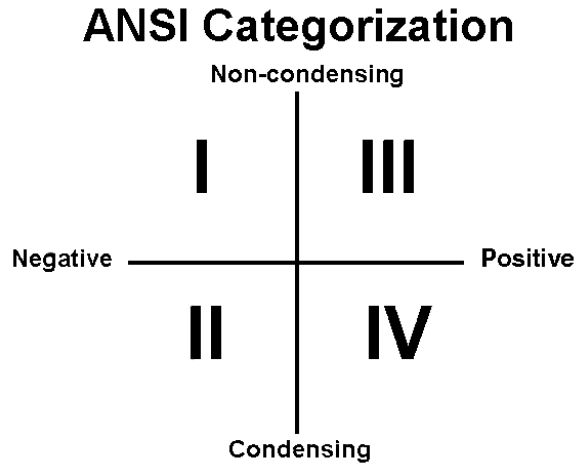 ANSI Categorization
Non-condensing
I III
Negative Positive
II IV
Condensing